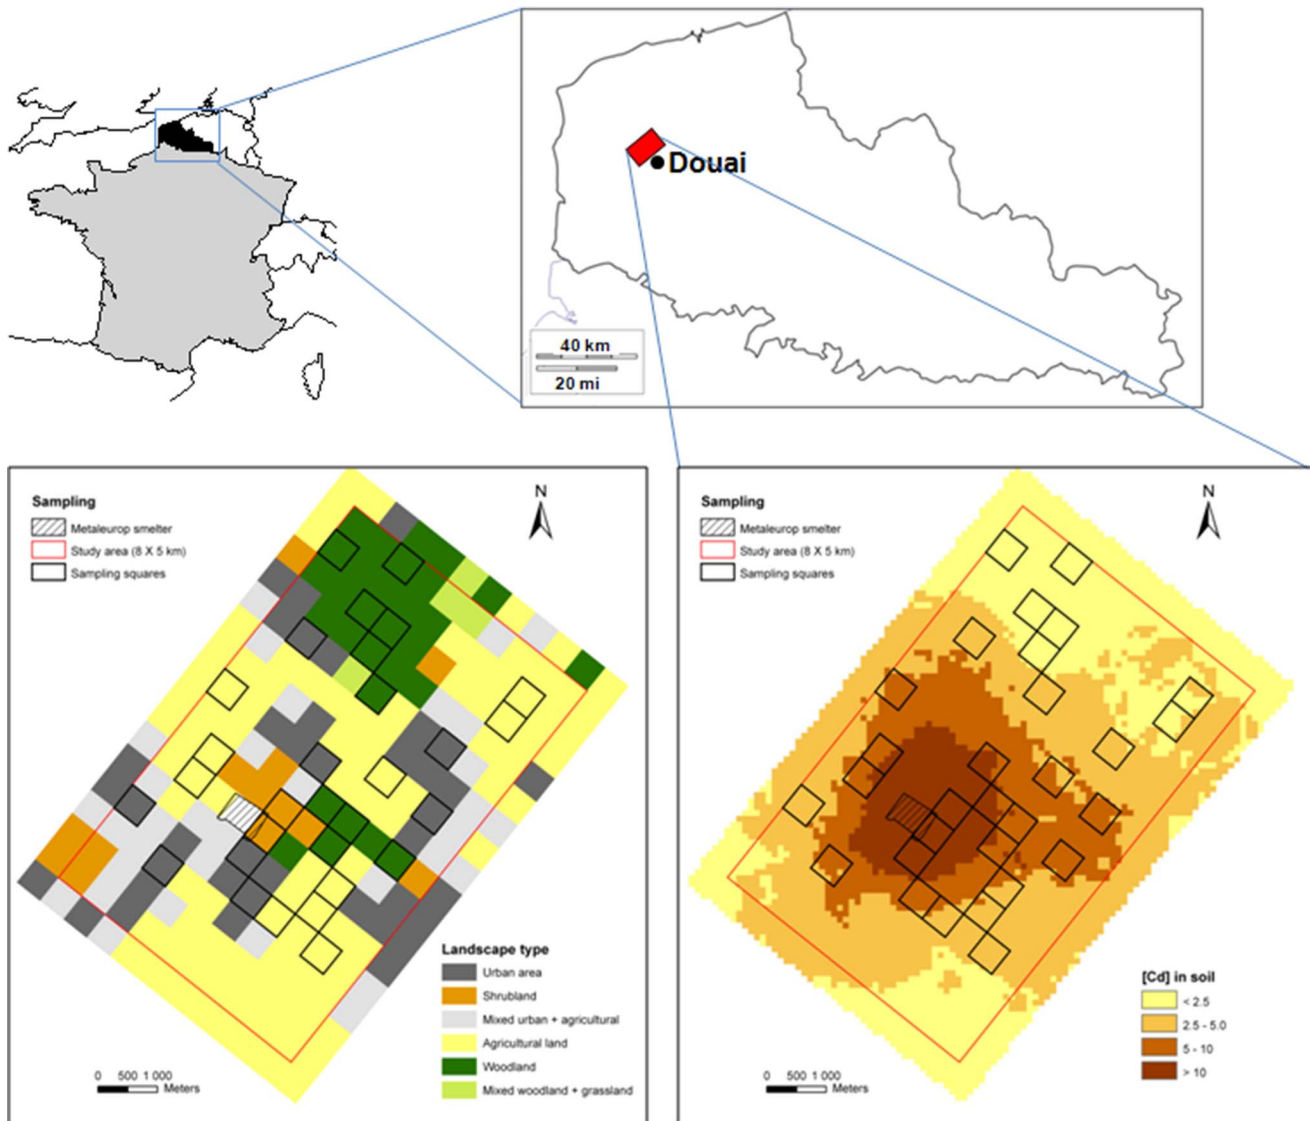 Douai
40 km
20 mi
Sampling
N
Metaleurop smelter
Study area (8 X 5 km)
Sampling squares
Landscape type
Urban area
Shrubland
Mixed urban + agricultural
Agricultural land
Woodland
Mixed woodland + grassland
0 500 1 000
Meters
Sampling
N
Metaleurop smelter
Study area (8 X 5 km)
Sampling squares
[Cd] in soil
< 2.5
2.5 - 5.0
5 - 10
> 10
0 500 1 000
Meters